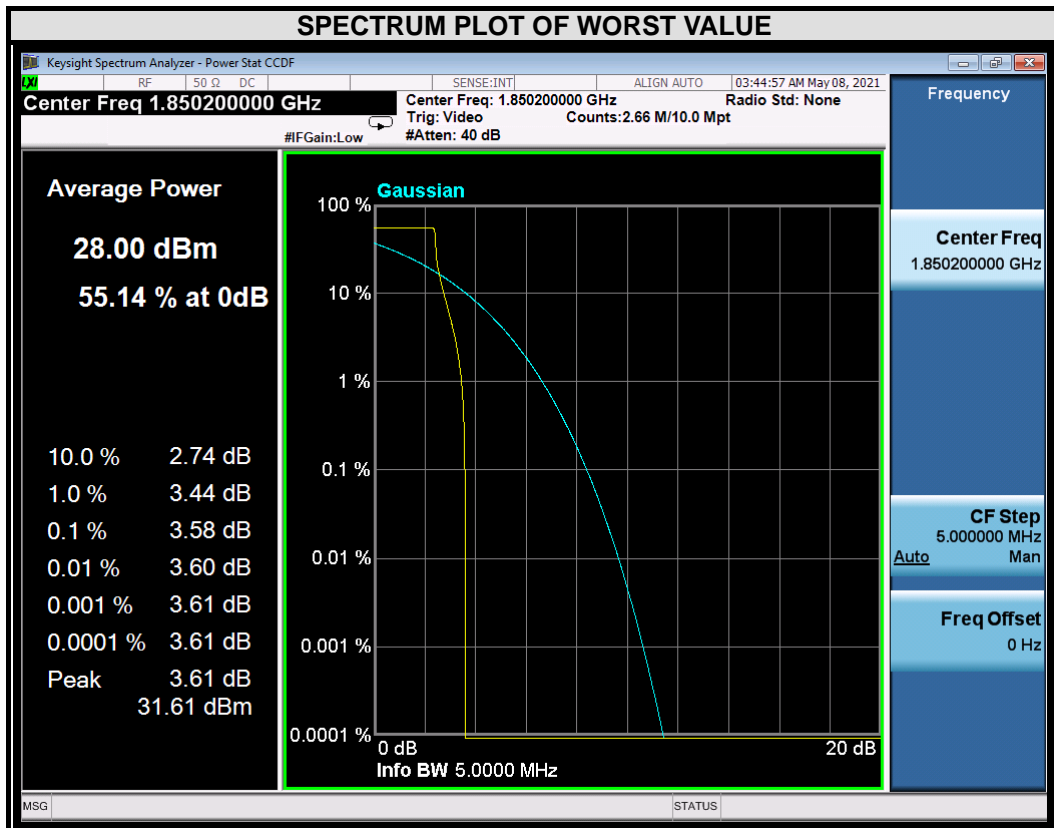 SPECTRUM PLOT OF WORST VALUE
Keysight Spectrum Analyzer - Power Stat CCDF
LXI RF 50 Ω DC SENSE:INT ALIGN AUTO 03:44:57 AM May 08, 2021
Center Freq 1.850200000 GHz
#IFGain:Low
Center Freq: 1.850200000 GHz
Radio Std: None
Trig: Video
Counts:2.66 M/10.0 Mpt
#Atten: 40 dB
Average Power
28.00 dBm
55.14 % at 0dB
10.0 % 2.74 dB
1.0 % 3.44 dB
0.1 % 3.58 dB
0.01 % 3.60 dB
0.001 % 3.61 dB
0.0001 % 3.61 dB
Peak 3.61 dB
31.61 dBm
Gaussian
100 %
10 %
1 %
0.1 %
0.01 %
0.001 %
0.0001 %
0 dB
20 dB
Info BW 5.0000 MHz
Frequency
Center Freq
1.850200000 GHz
CF Step
5.000000 MHz
Auto Man
Freq Offset
0 Hz
MSG
STATUS